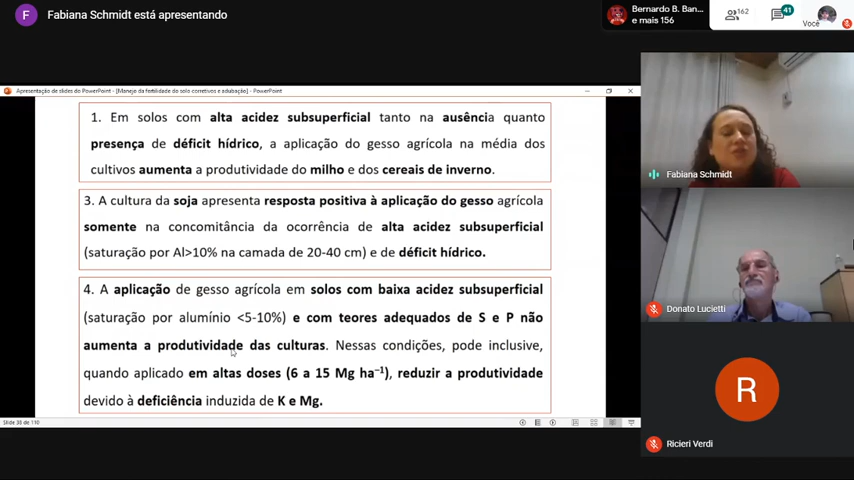 F Fabiana Schmidt está apresentando
Bernardo B. Ban...
e mais 156
162
41
Você
Apresentação de slides do PowerPoint - [Manejo da fertilidade do solo corretivos e adubação] - PowerPoint
1. Em solos com alta acidez subsuperficial tanto na ausência quanto
presença de déficit hídrico, a aplicação do gesso agrícola na média dos
cultivos aumenta a produtividade do milho e dos cereais de inverno.
3. A cultura da soja apresenta resposta positiva à aplicação do gesso agrícola
somente na concomitância da ocorrência de alta acidez subsuperficial
(saturação por Al>10% na camada de 20-40 cm) e de déficit hídrico.
4. A aplicação de gesso agrícola em solos com baixa acidez subsuperficial
(saturação por alumínio <5-10%) e com teores adequados de S e P não
aumenta a produtividade das culturas. Nessas condições, pode inclusive,
quando aplicado em altas doses (6 a 15 Mg ha⁻¹), reduzir a produtividade
devido à deficiência induzida de K e Mg.
Slide 38 de 110
Fabiana Schmidt
Donato Lucietti
R
Ricieri Verdi